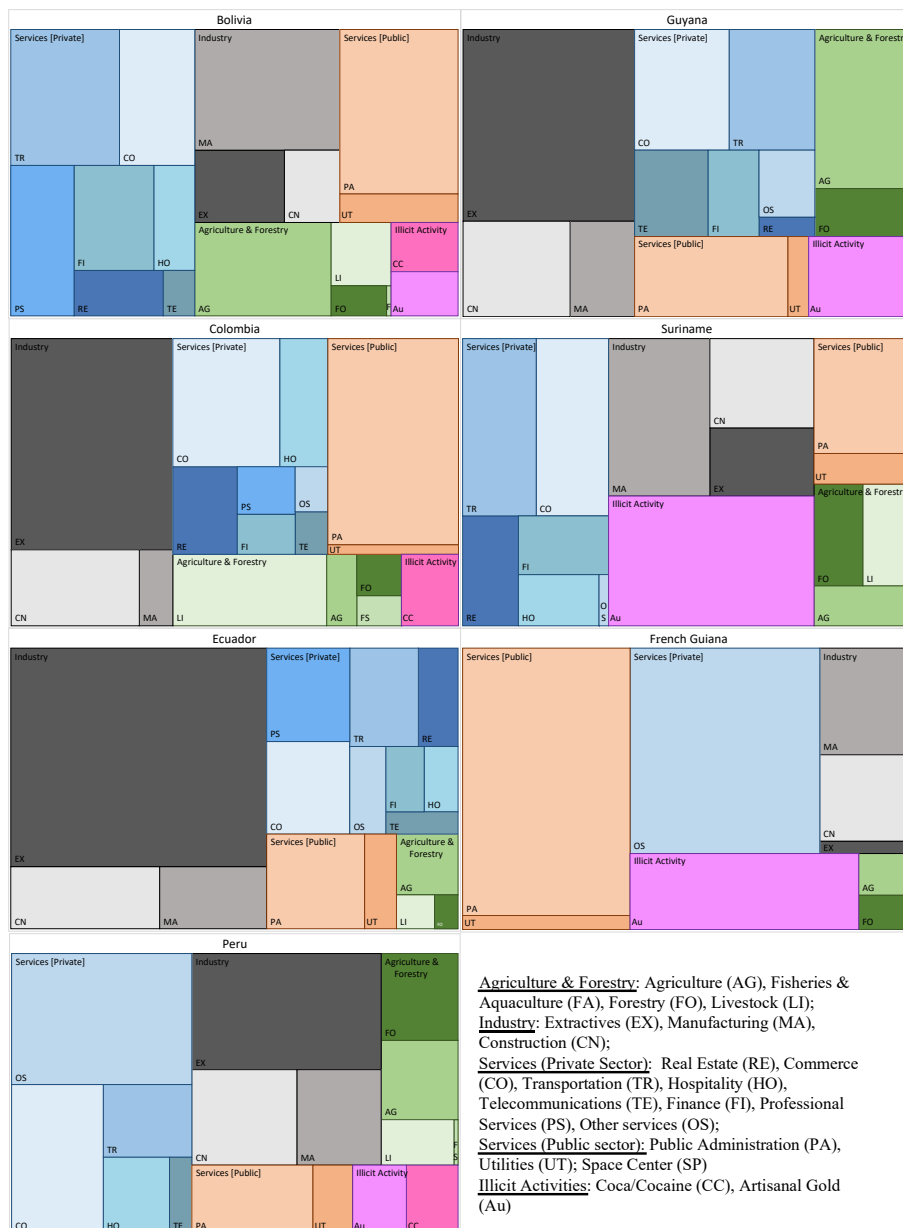 Bolivia
Services [Private]
Industry
Services [Public]
TR
CO
MA
PA
EX
CN
UT
PS
FI
HO
RE
TE
Agriculture & Forestry
AG
LI
FO
F
Illicit Activity
CC
Au
Guyana
Industry
Services [Private]
Agriculture & Forestry
EX
CO
TR
AG
TE
FI
OS
RE
FO
CN
MA
Services [Public]
PA
UT
Illicit Activity
Au
Colombia
Industry
Services [Private]
Services [Public]
EX
CO
HO
PA
RE
PS
OS
FI
TE
UT
CN
MA
Agriculture & Forestry
LI
AG
FO
FS
Illicit Activity
CC
Suriname
Services [Private]
Industry
Services [Public]
TR
CO
MA
CN
EX
PA
UT
RE
FI
HO
O
S
Illicit Activity
Au
Agriculture & Forestr
FO
LI
AG
Ecuador
Industry
Services [Private]
EX
PS
TR
RE
CO
OS
FI
HO
TE
CN
MA
Services [Public]
PA
UT
Agriculture &
Forestry
AG
LI
French Guiana
Services [Public]
Services [Private]
Industry
PA
UT
OS
MA
CN
EX
Illicit Activity
Au
AG
FO
Peru
Services [Private]
Industry
Agriculture &
Forestry
OS
EX
FO
CO
TR
HO
TE
CN
MA
AG
LI
F
S
Services [Public]
PA
UT
Illicit Activity
Au
CC
Agriculture & Forestry: Agriculture (AG), Fisheries &
Aquaculture (FA), Forestry (FO), Livestock (LI);
Industry: Extractives (EX), Manufacturing (MA),
Construction (CN);
Services (Private Sector): Real Estate (RE), Commerce
(CO), Transportation (TR), Hospitality (HO),
Telecommunications (TE), Finance (FI), Professional
Services (PS), Other services (OS);
Services (Public sector): Public Administration (PA),
Utilities (UT); Space Center (SP)
Illicit Activities: Coca/Cocaine (CC), Artisanal Gold
(Au)